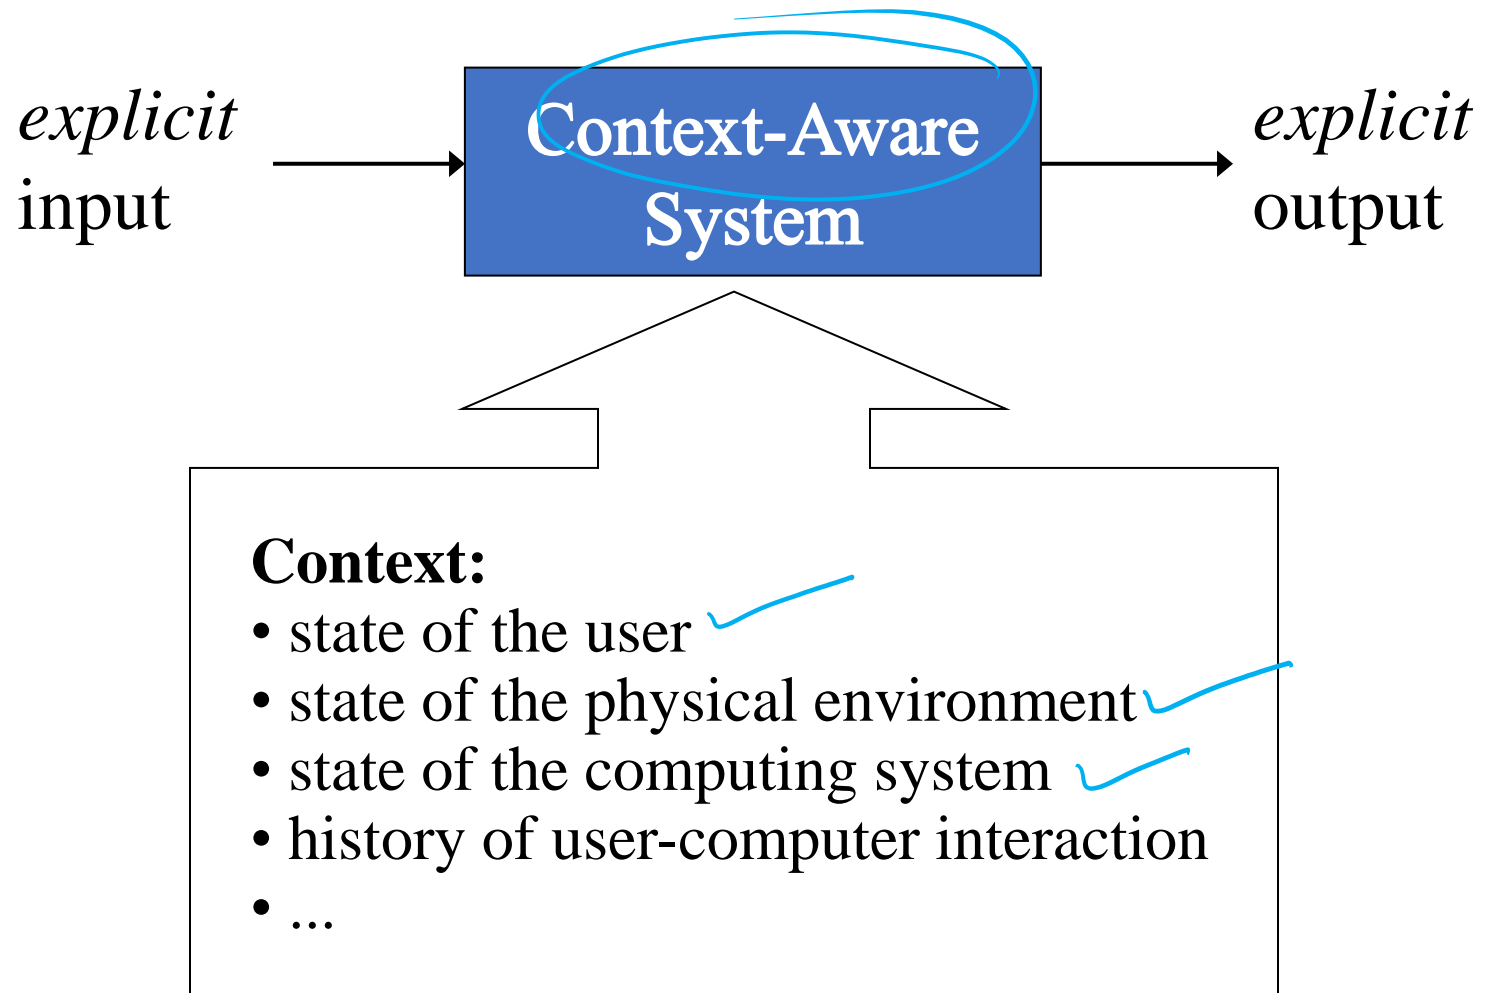 explicit
input
Context-Aware
System
explicit
output
Context:
• state of the user
• state of the physical environment
• state of the computing system
• history of user-computer interaction
• ...